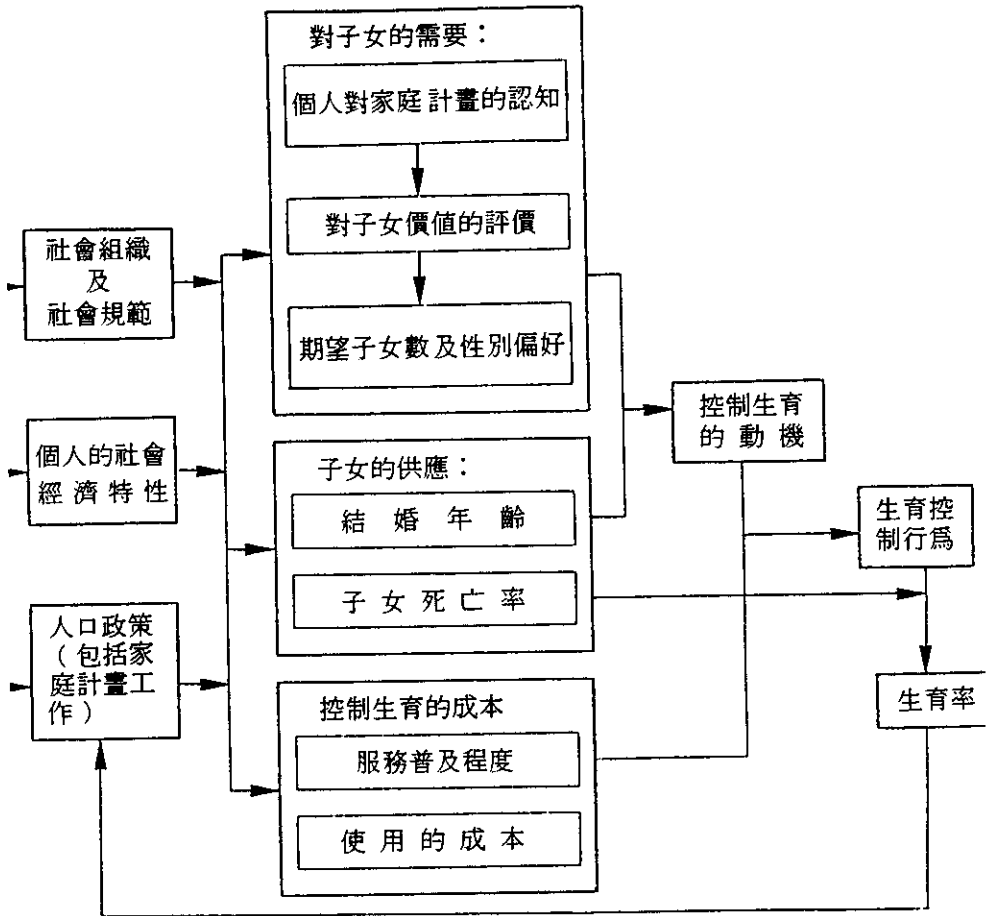 對子女的需要：
個人對家庭計畫的認知
對子女價值的評價
期望子女數及性別偏好
社會組織
及
社會規範
個人的社會
經濟特性
人口政策
（包括家
庭計畫工
作）
子女的供應：
結婚年齡
子女死亡率
控制生育的成本
服務普及程度
使用的成本
控制生育
的動機
生育控
制行爲
生育率